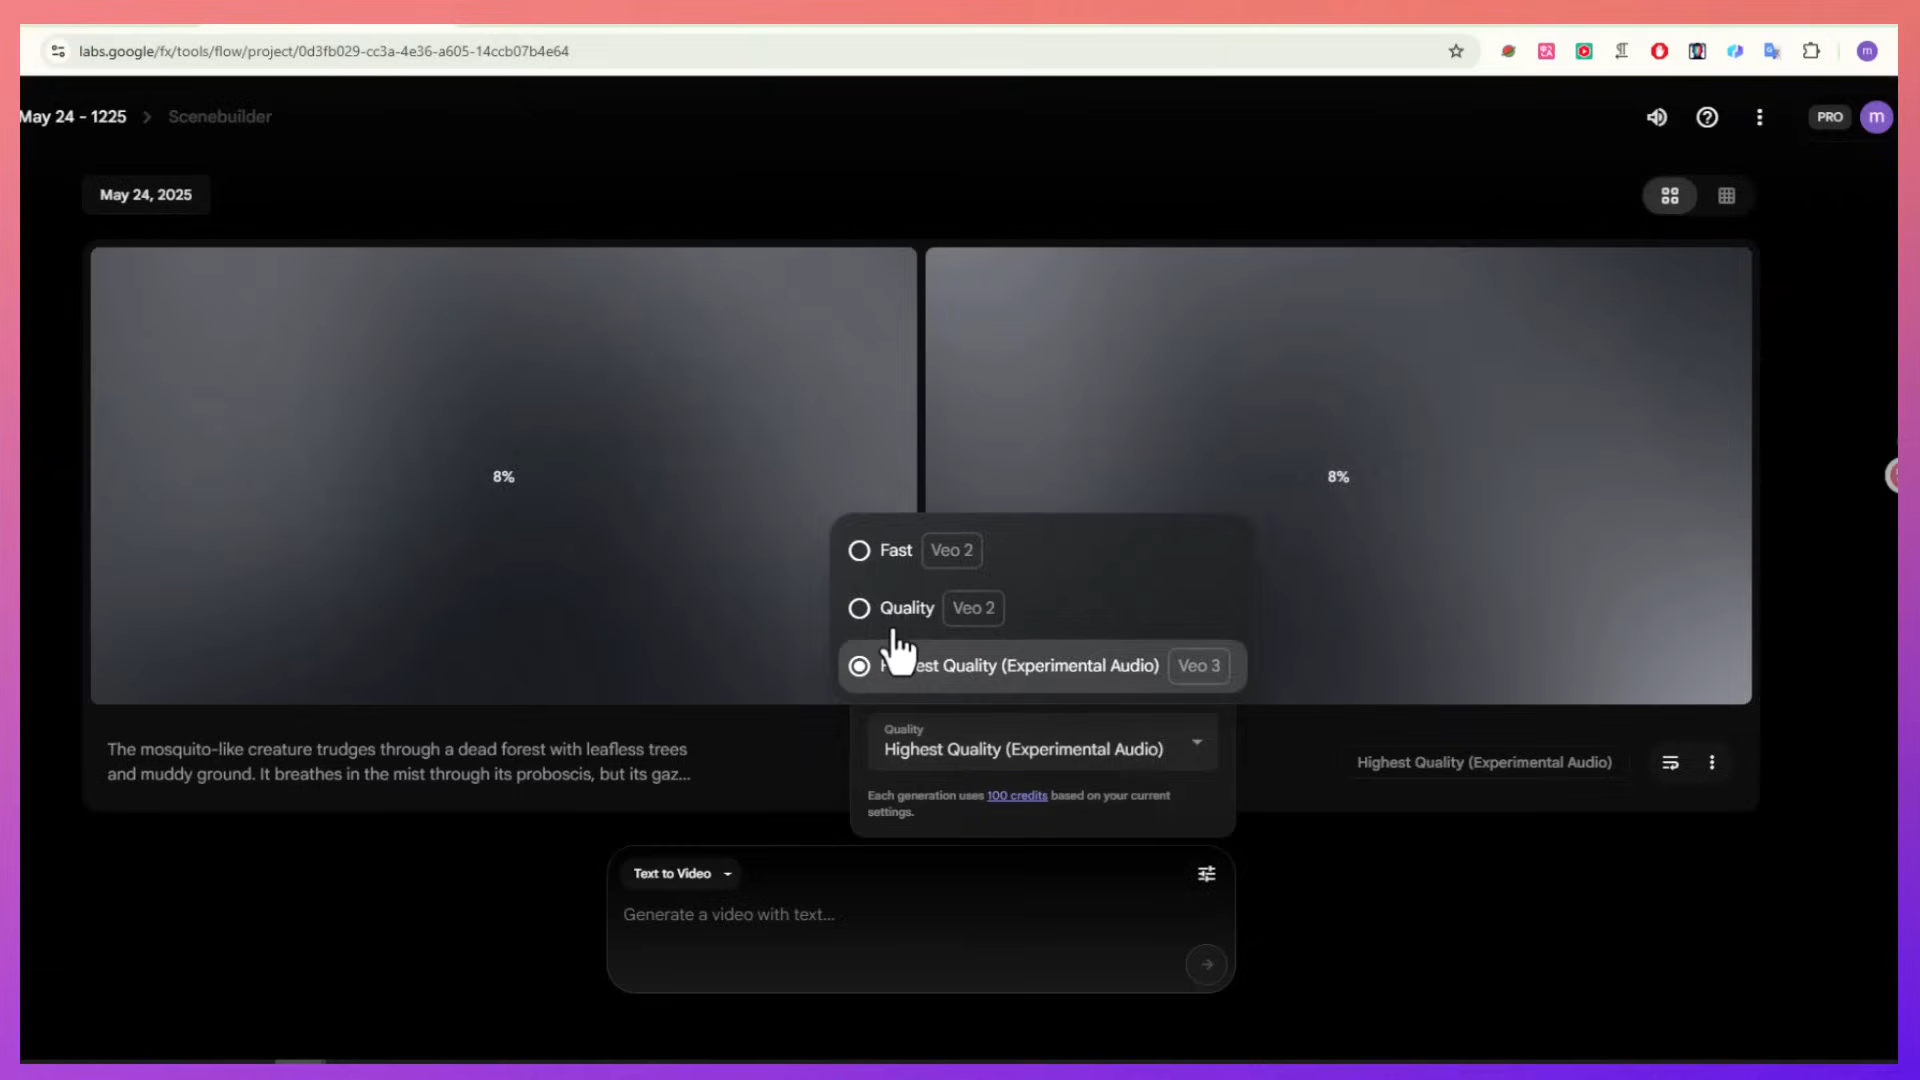 labs.google/fx/tools/flow/project/0d3fb029-cc3a-4e36-a605-14ccb07b4e64
m
May 24 - 1225 > Scenebuilder
PRO
m
May 24, 2025
8%
8%
Fast Veo 2
Quality Veo 2
Quality (Experimental Audio) Veo 3
Quality
Highest Quality (Experimental Audio)
The mosquito-like creature trudges through a dead forest with leafless trees
and muddy ground. It breathes in the mist through its proboscis, but its gaz...
Highest Quality (Experimental Audio)
Each generation uses 100 credits based on your current
settings.
Text to Video
Generate a video with text...